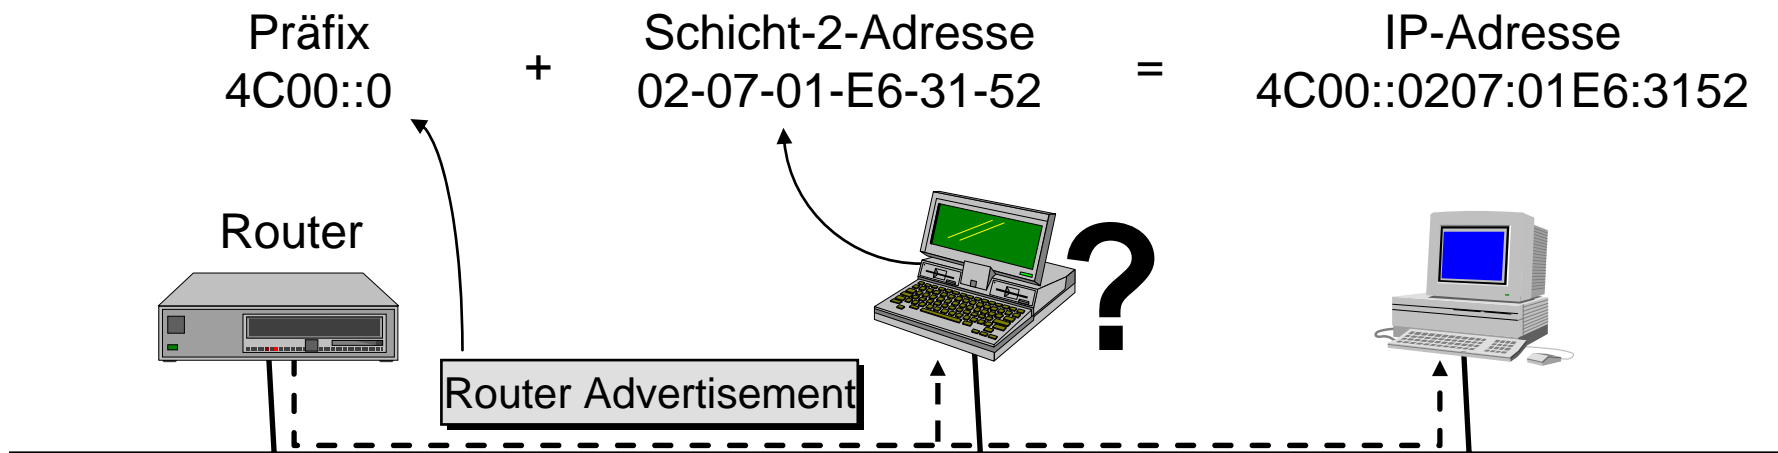 Präfix
4C00::0
+
Schicht-2-Adresse
02-07-01-E6-31-52
=
IP-Adresse
4C00::0207:01E6:3152
Router
?
Router Advertisement